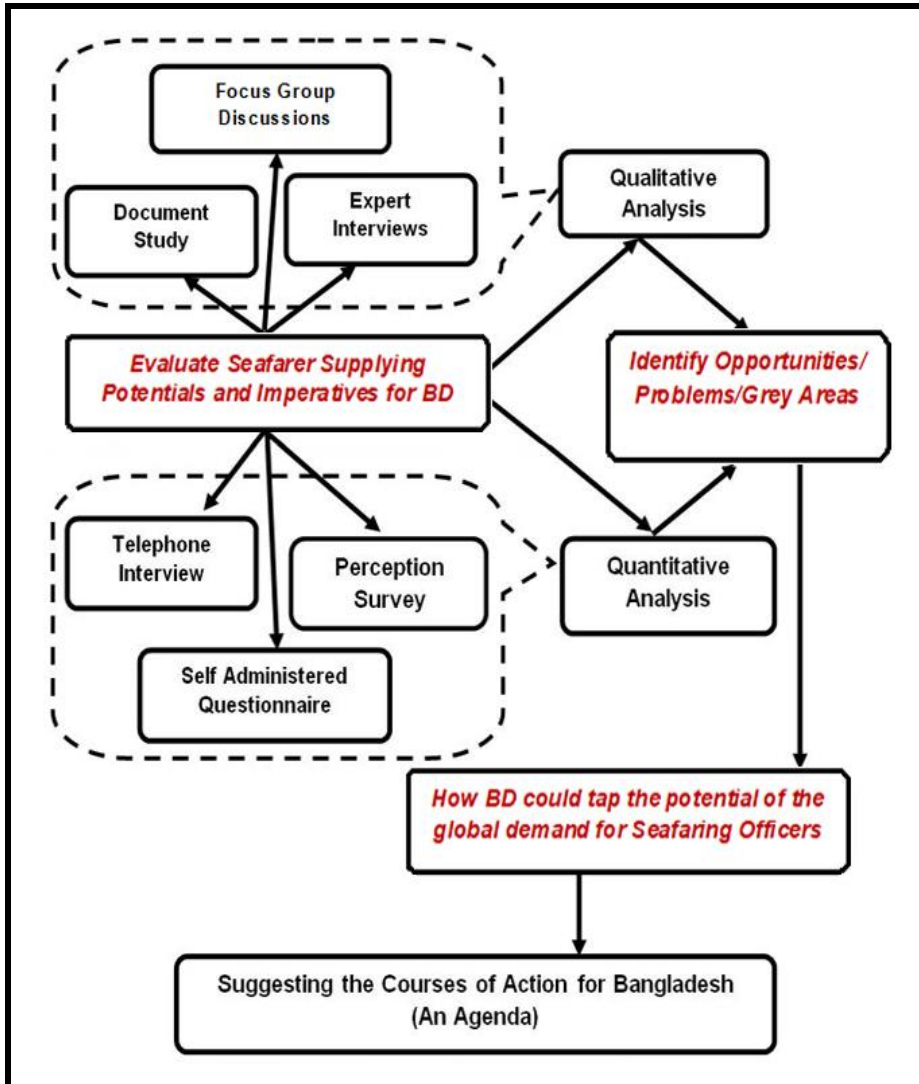 Focus Group
Discussions
Document
Study
Expert
Interviews
Qualitative
Analysis
Evaluate Seafarer Supplying
Potentials and Imperatives for BD
Identify Opportunities/
Problems/Grey Areas
Telephone
Interview
Perception
Survey
Quantitative
Analysis
Self Administered
Questionnaire
How BD could tap the potential of the
global demand for Seafaring Officers
Suggesting the Courses of Action for Bangladesh
(An Agenda)